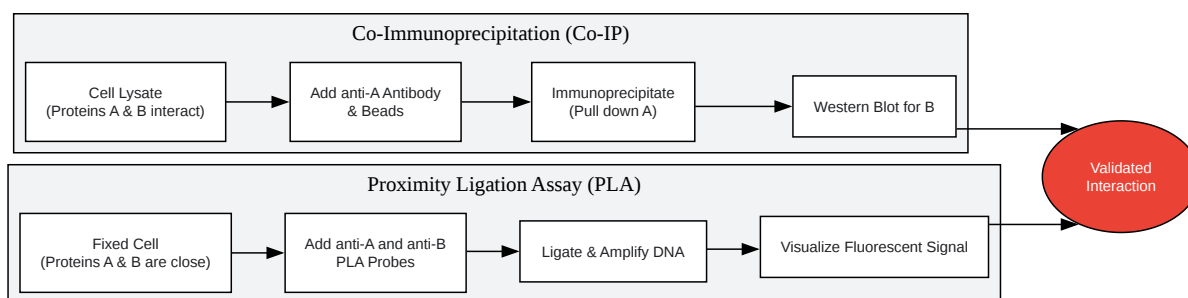 Co-Immunoprecipitation (Co-IP)
Cell Lysate
(Proteins A & B interact)
Add anti-A Antibody
& Beads
Immunoprecipitate
(Pull down A)
Western Blot for B
Validated
Interaction
Proximity Ligation Assay (PLA)
Fixed Cell
(Proteins A & B are close)
Add anti-A and anti-B
PLA Probes
Ligate & Amplify DNA
Visualize Fluorescent Signal